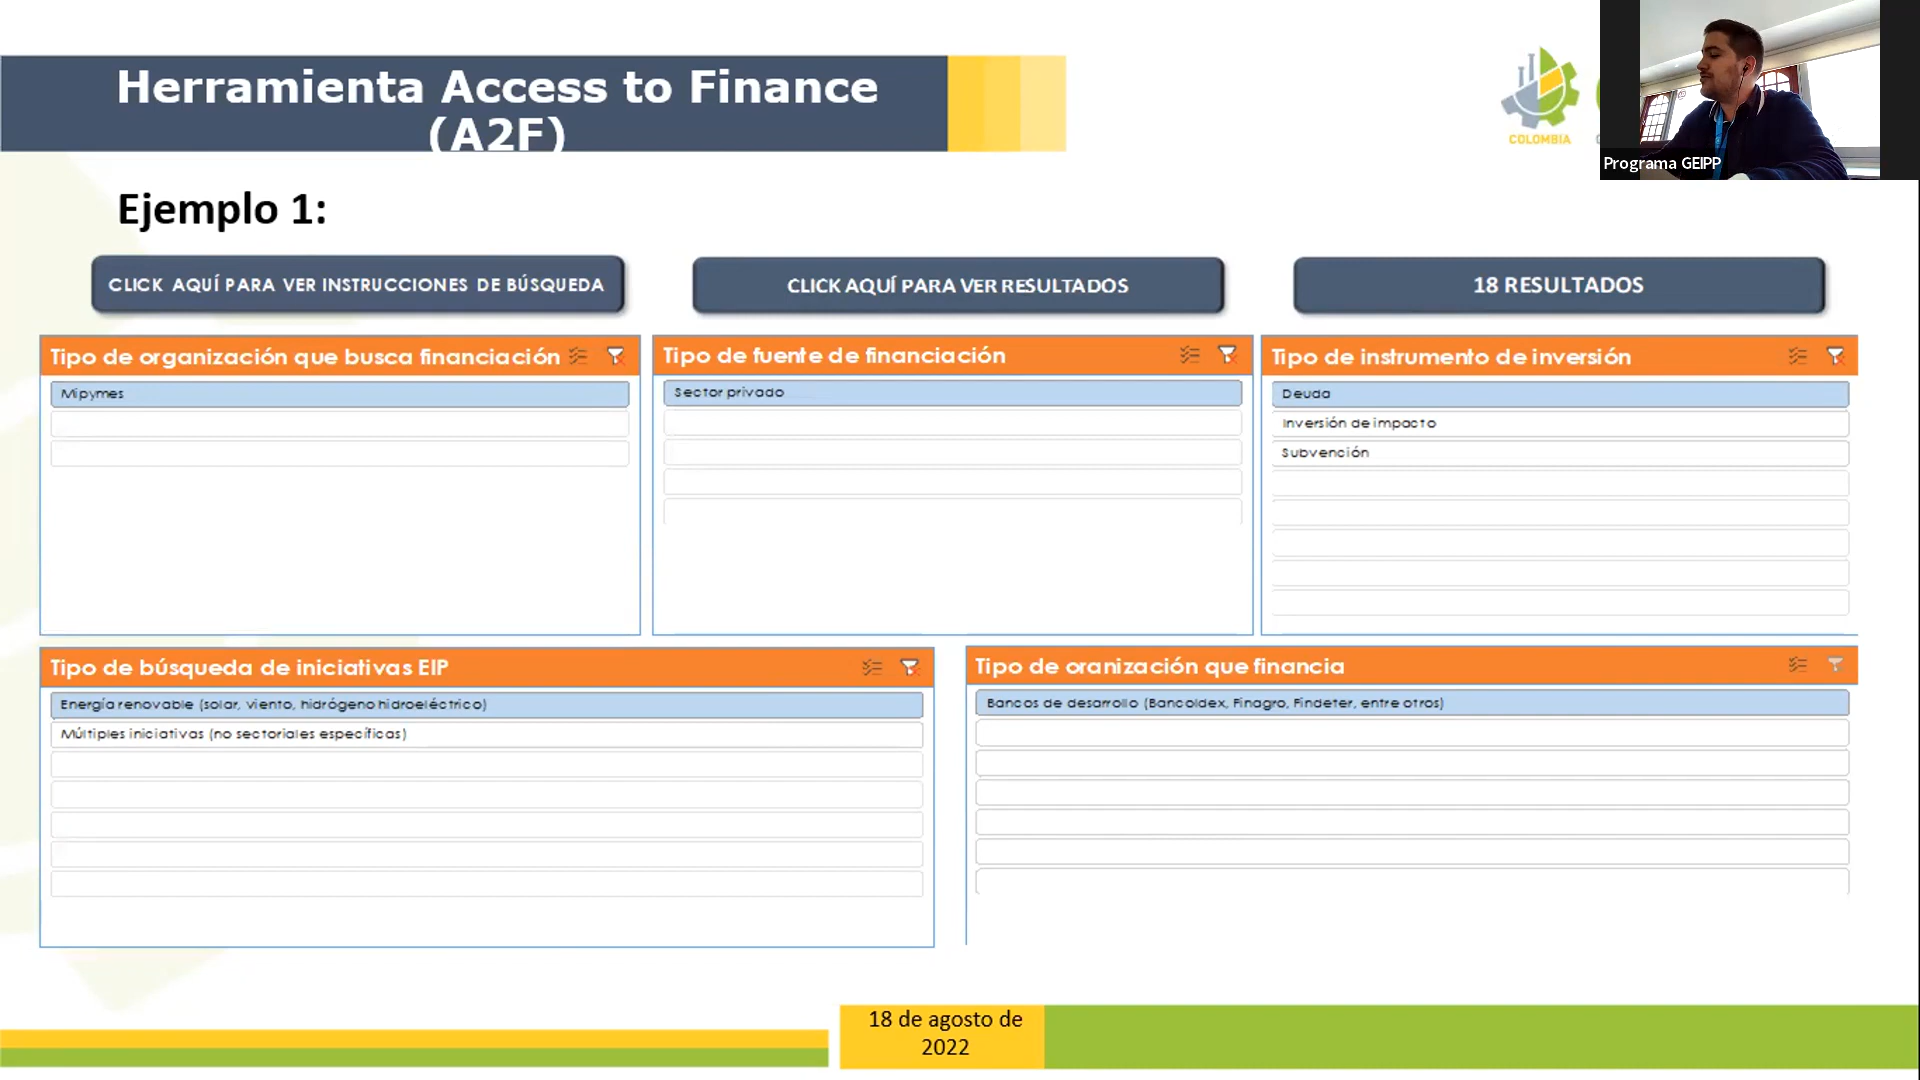 Herramienta Access to Finance
(A2F)
COLOMBIA
Programa GEIPP
Ejemplo 1:
CLICK AQUÍ PARA VER INSTRUCCIONES DE BÚSQUEDA
CLICK AQUÍ PARA VER RESULTADOS
18 RESULTADOS
Tipo de organización que busca financiación
Mipymes
Tipo de fuente de financiación
Sector privado
Tipo de instrumento de inversión
Deuda
Inversión de impacto
Subvención
Tipo de búsqueda de iniciativas EIP
Energía renovable (solar, viento, hidrógeno hidroeléctrico)
Múltiples iniciativas (no sectoriales específicas)
Tipo de oranización que financia
Bancos de desarrollo (Bancoldex, Finagro, Findeter, entre otros)
18 de agosto de
2022